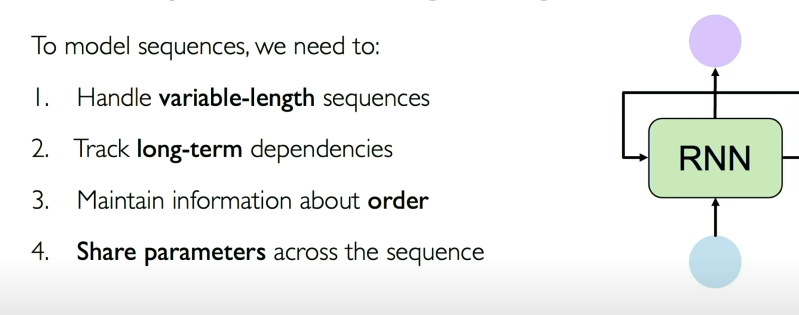 To model sequences, we need to:
1. Handle variable-length sequences
2. Track long-term dependencies
3. Maintain information about order
4. Share parameters across the sequence
RNN